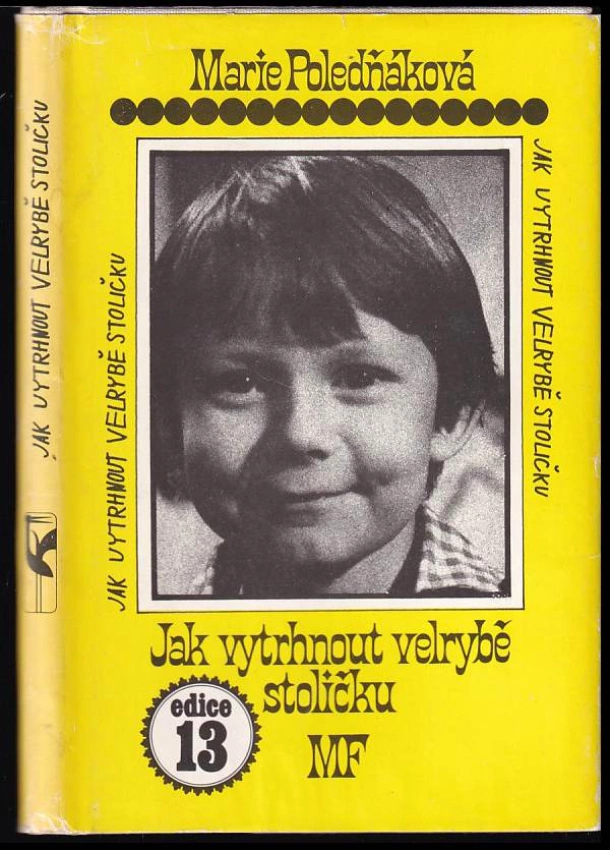 Marie Poledňáková
JAK VYTRHNOUT VELRYBĚ STOLIČKU
JAK VYTRHNOUT VELRYBĚ STOLIČKU
JAK VYTRHNOUT VELRYBĚ STOLIČKU
Jak vytrhnout velrybě
stoličku
edice
13
MF